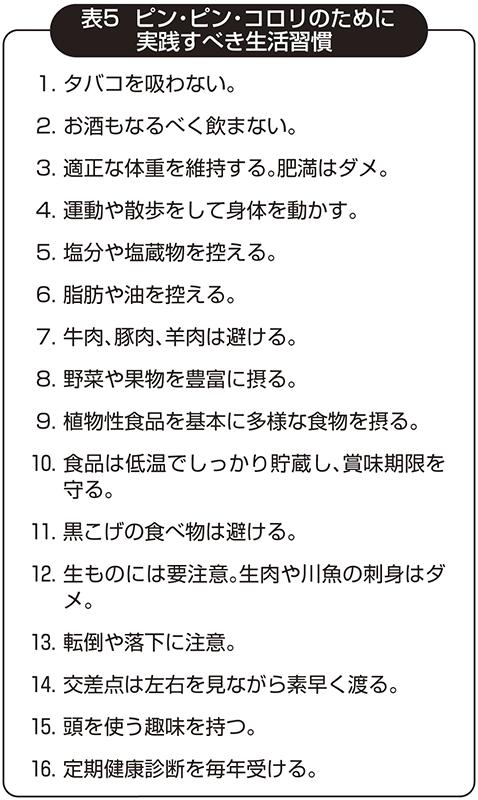 表5 ピン・ピン・コロリのために
実践すべき生活習慣
1. タバコを吸わない。
2. お酒もなるべく飲まない。
3. 適正な体重を維持する。肥満はダメ。
4. 運動や散歩をして身体を動かす。
5. 塩分や塩蔵物を控える。
6. 脂肪や油を控える。
7. 牛肉、豚肉、羊肉は避ける。
8. 野菜や果物を豊富に摂る。
9. 植物性食品を基本に多様な食物を摂る。
10. 食品は低温でしっかり貯蔵し、賞味期限を
守る。
11. 黒こげの食べ物は避ける。
12. 生ものには要注意。生肉や川魚の刺身はダ
メ。
13. 転倒や落下に注意。
14. 交差点は左右を見ながら素早く渡る。
15. 頭を使う趣味を持つ。
16. 定期健康診断を毎年受ける。